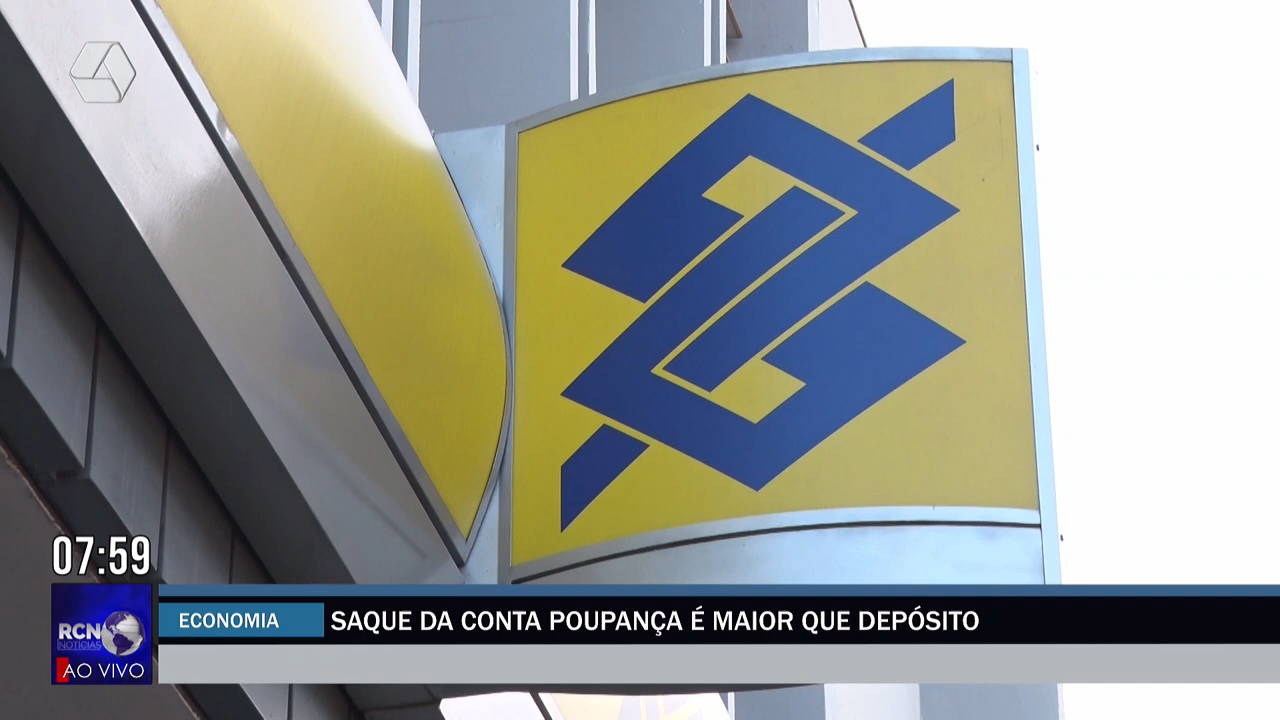 07:59
ECONOMIA
SAQUE DA CONTA POUPANÇA É MAIOR QUE DEPÓSITO
RCN
NOTÍCIAS
AO VIVO